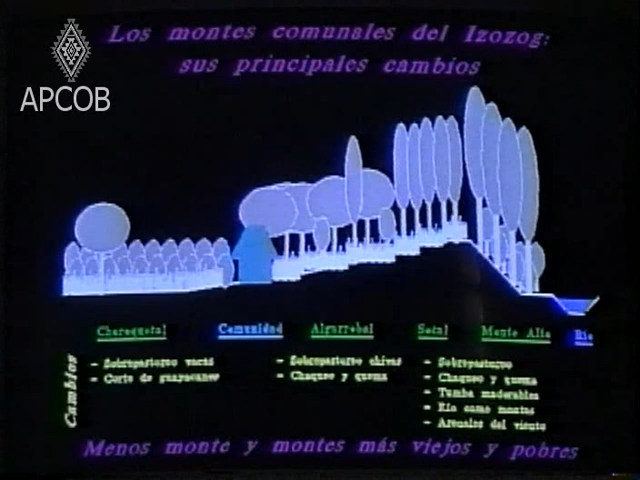 Los montes comunales del Izozog:
sus principales cambios
APCOB
Charaguetal Comunidad Algarrobal Sotal Monte Alto Río
Cambios
- Sobrepastoreo vacas
- Corte de guayacanes
- Sobrepastoreo chivas
- Chaqueo y quema
- Sobrepastoreo
- Chaqueo y quema
- Tumba maderables
- Río come montes
- Arenales del viento
Menos monte y montes más viejos y pobres